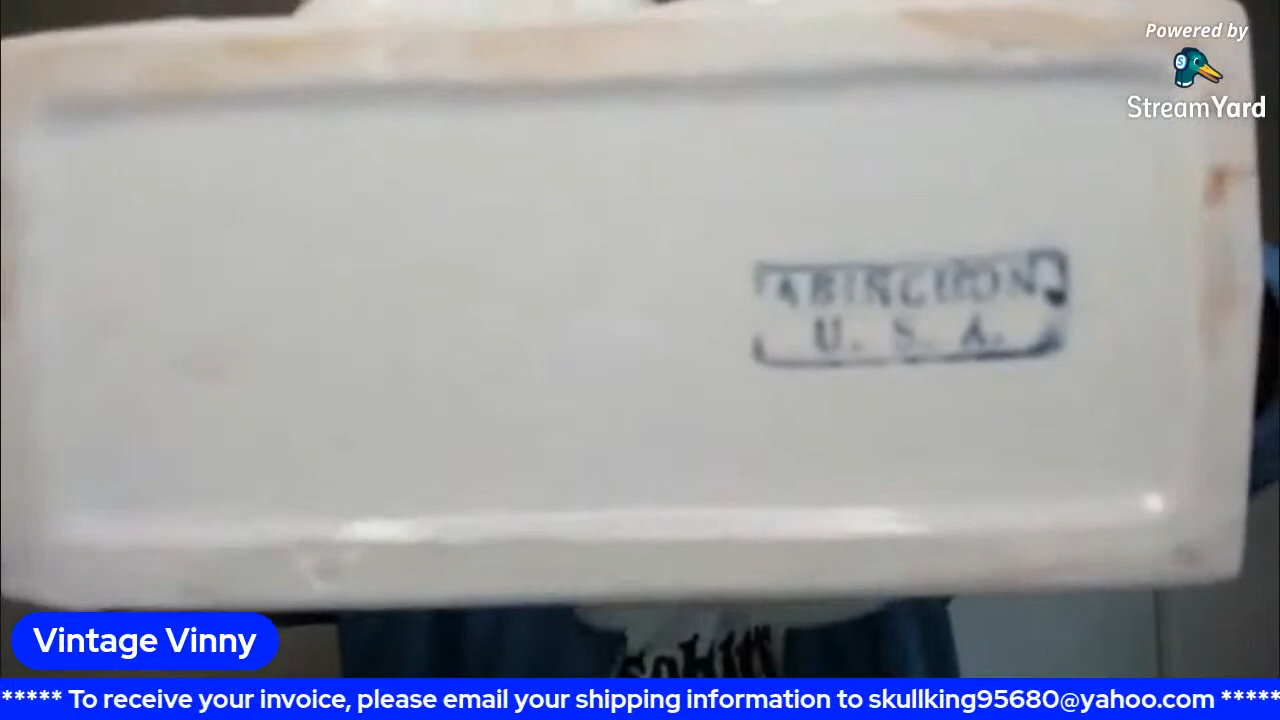 Powered by
StreamYard
ABINGDON
U. S. A.
Vintage Vinny
***** To receive your invoice, please email your shipping information to skullking95680@yahoo.com *****